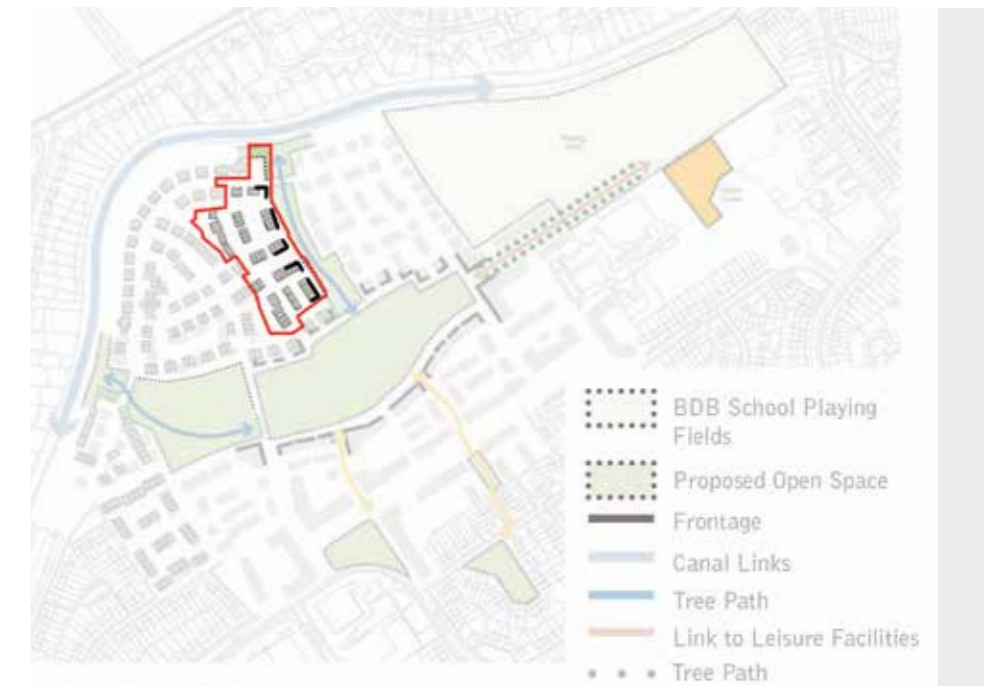 BDB School Playing
Fields
Proposed Open Space
Frontage
Canal Links
Tree Path
Link to Leisure Facilities
Tree Path